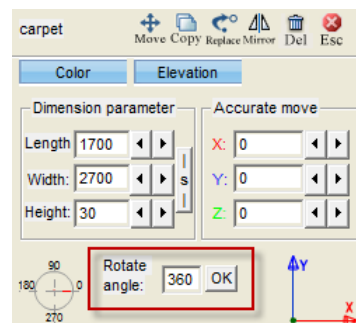 carpet
Move Copy Replace Mirror Del Esc
Color Elevation
Dimension parameter Accurate move
Length 1700 X: 0
Width: 2700 S Y: 0
Height: 30 Z: 0
90
180 0
270
Rotate
angle: 360 OK
Y
X